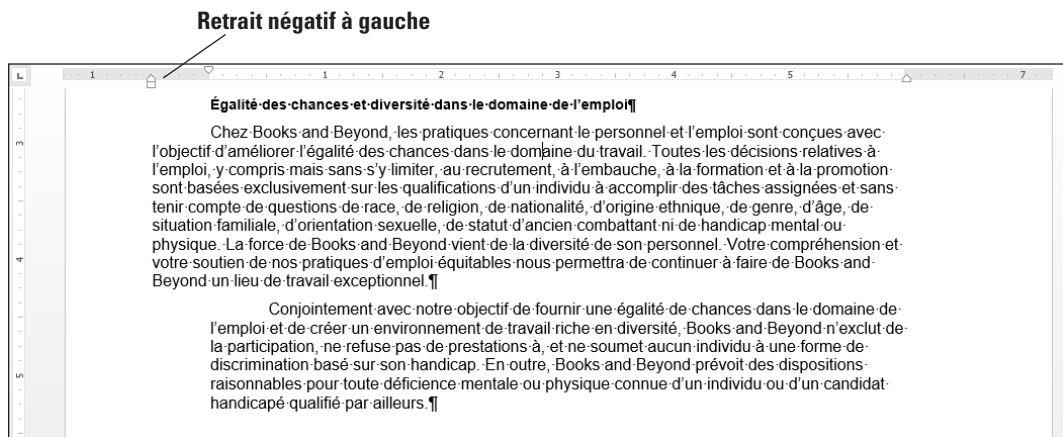 Retrait négatif à gauche
L 1 1 2 3 4 5 7
Égalité·des·chances·et·diversité·dans·le·domaine·de·l’emploi¶
Chez·Books·and·Beyond,·les·pratiques·concernant·le·personnel·et·l’emploi·sont·conçues·avec·
l’objectif·d’améliorer·l’égalité·des·chances·dans·le·domaine·du·travail.·Toutes·les·décisions·relatives·à·
3 l’emploi,·y·compris·mais·sans·s’y·limiter,·au·recrutement,·à·l’embauche,·à·la·formation·et·à·la·promotion·
sont·basées·exclusivement·sur·les·qualifications·d’un·individu·à·accomplir·des·tâches·assignées·et·sans·
tenir·compte·de·questions·de·race,·de·religion,·de·nationalité,·d’origine·ethnique,·de·genre,·d’âge,·de·
situation·familiale,·d’orientation·sexuelle,·de·statut·d’ancien·combattant·ni·de·handicap·mental·ou·
physique.·La·force·de·Books·and·Beyond·vient·de·la·diversité·de·son·personnel.·Votre·compréhension·et·
4 votre·soutien·de·nos·pratiques·d’emploi·équitables·nous·permettra·de·continuer·à·faire·de·Books·and·
Beyond·un·lieu·de·travail·exceptionnel.¶
Conjointement·avec·notre·objectif·de·fournir·une·égalité·de·chances·dans·le·domaine·de·
l’emploi·et·de·créer·un·environnement·de·travail·riche·en·diversité,·Books·and·Beyond·n’exclut·de·
la·participation,·ne·refuse·pas·de·prestations·à,·et·ne·soumet·aucun·individu·à·une·forme·de·
discrimination·basé·sur·son·handicap.·En·outre,·Books·and·Beyond·prévoit·des·dispositions·
5 raisonnables·pour·toute·déficience·mentale·ou·physique·connue·d’un·individu·ou·d’un·candidat·
handicapé·qualifié·par·ailleurs.¶